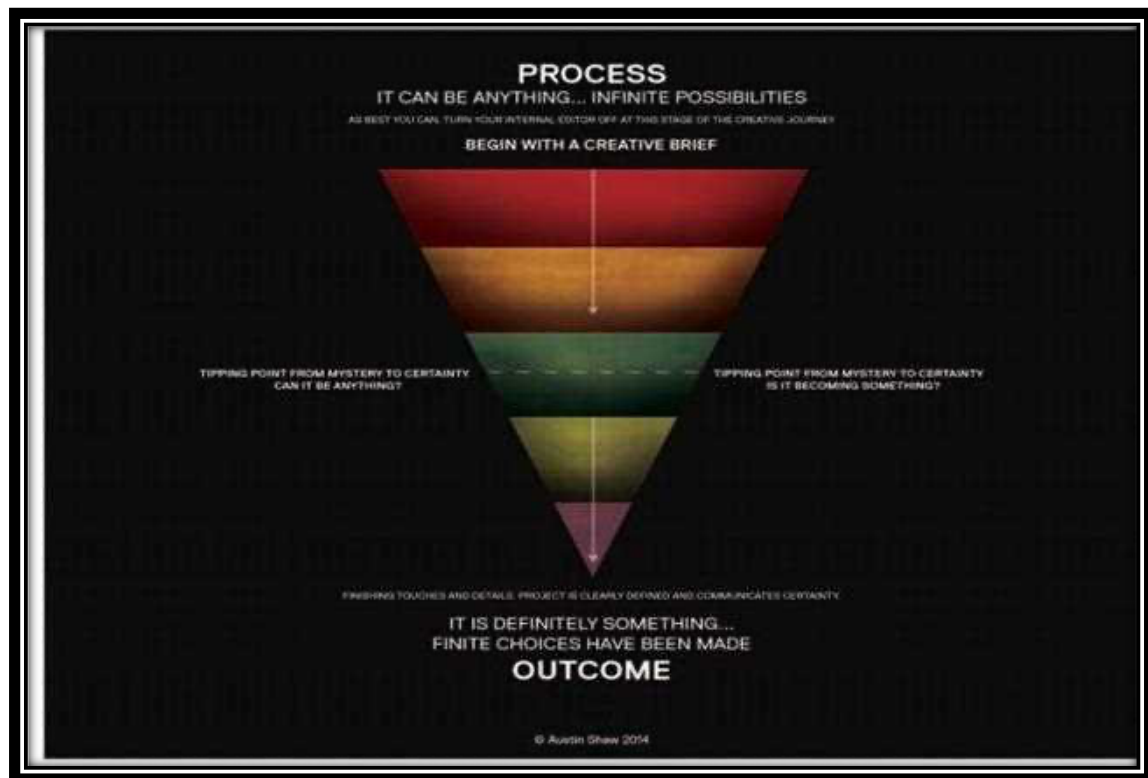 PROCESS
IT CAN BE ANYTHING... INFINITE POSSIBILITIES
AS BEST YOU CAN, TURN YOUR INTERNAL EDITOR OFF AT THIS STAGE OF THE CREATIVE JOURNEY
BEGIN WITH A CREATIVE BRIEF
TIPPING POINT FROM MYSTERY TO CERTAINTY
CAN IT BE ANYTHING?
TIPPING POINT FROM MYSTERY TO CERTAINTY
IS IT BECOMING SOMETHING?
FINISHING TOUCHES AND DETAILS. PROJECT IS CLEARLY DEFINED AND COMMUNICATES CERTAINTY
IT IS DEFINITELY SOMETHING...
FINITE CHOICES HAVE BEEN MADE
OUTCOME
© Austin Shaw 2014